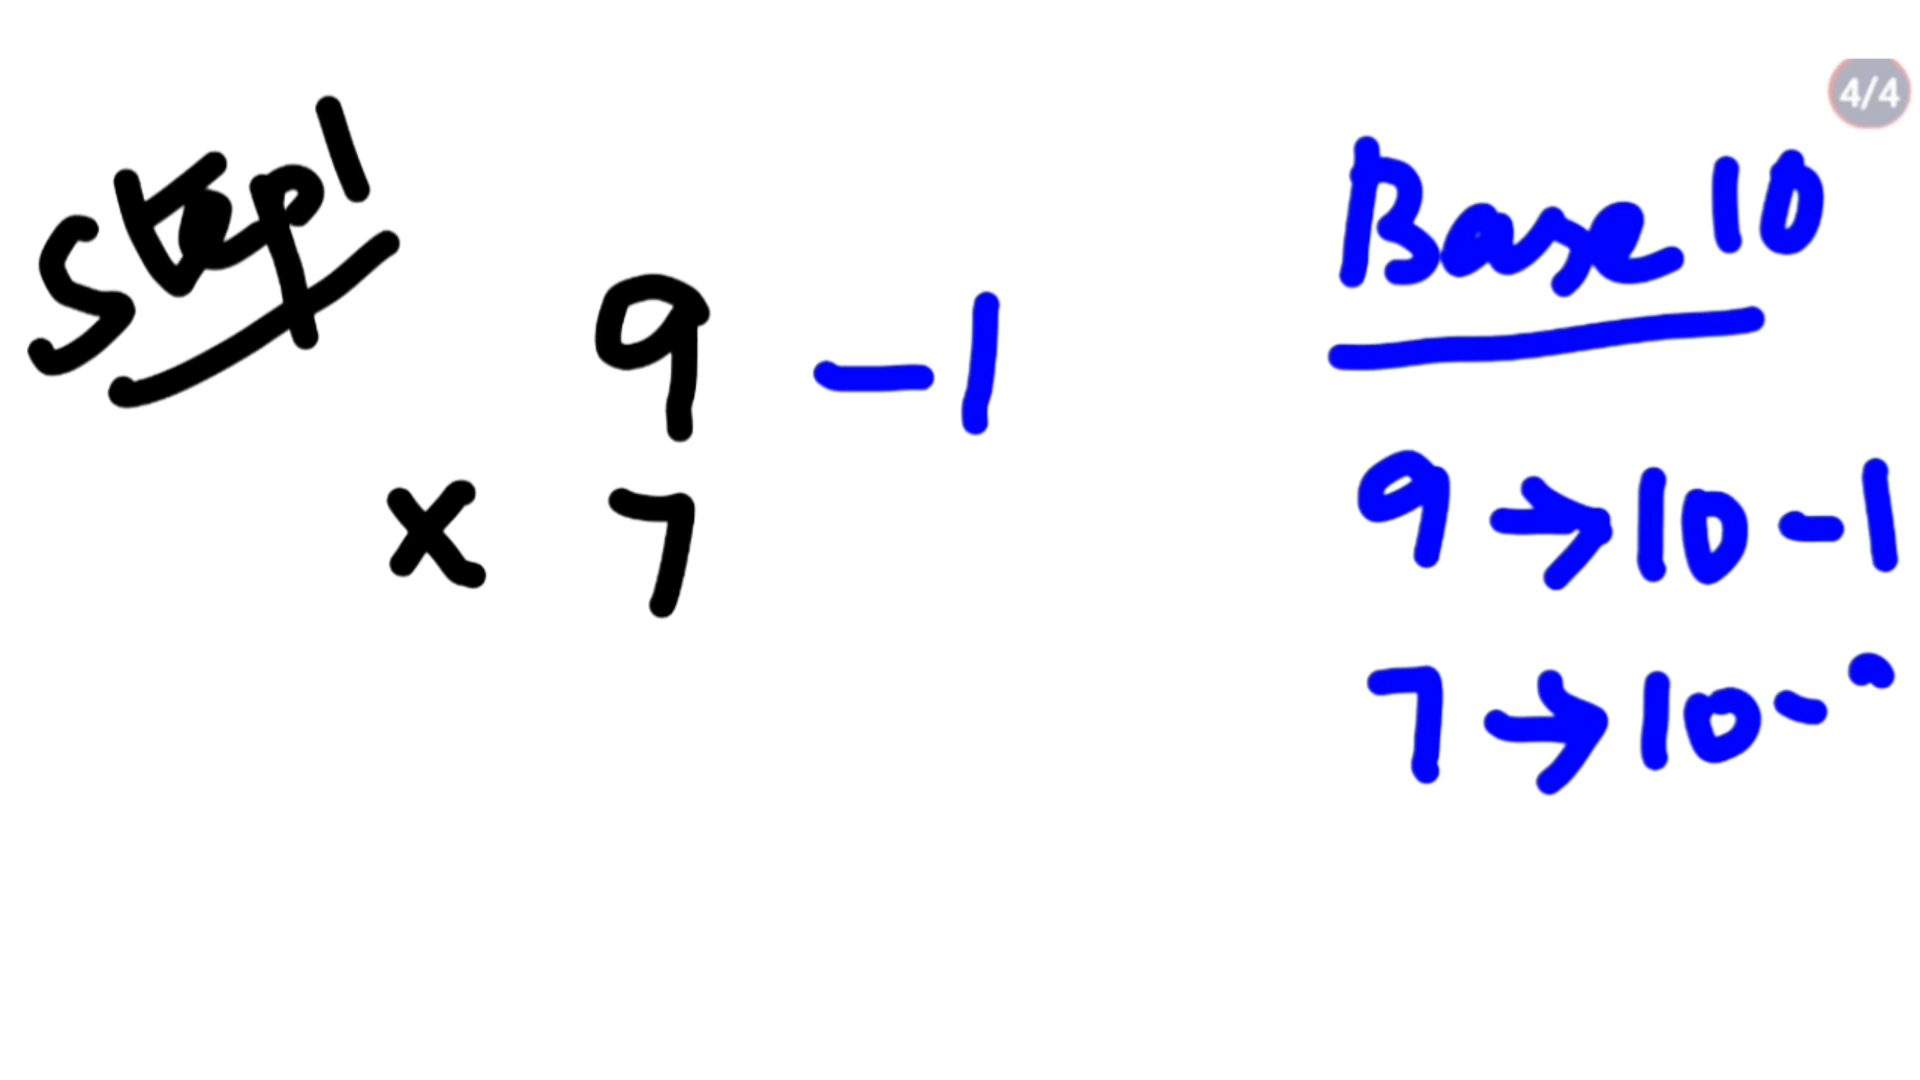 Step 1
9 - 1
× 7
4/4
Base 10
9 → 10 - 1
7 → 10 -